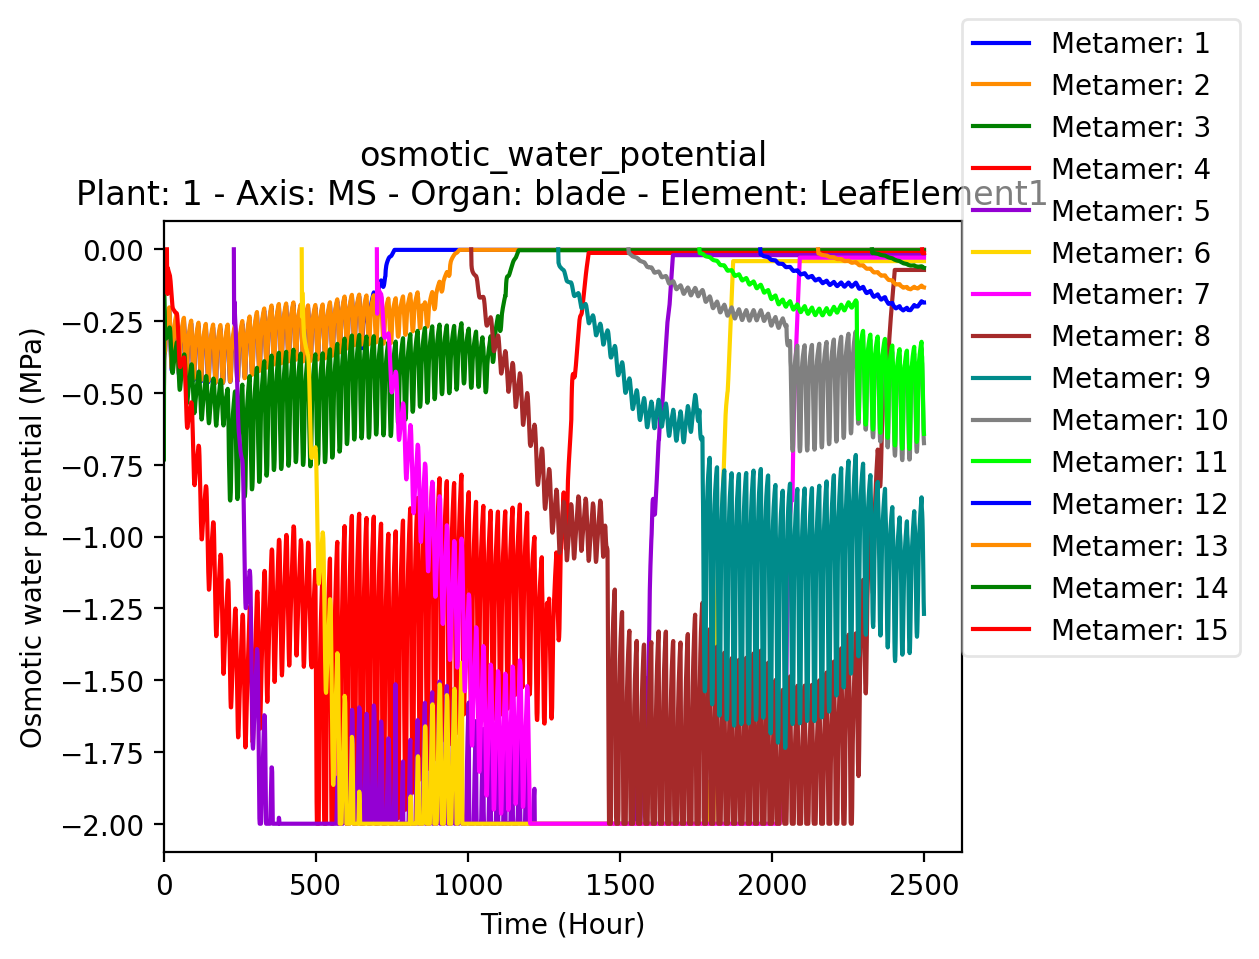 osmotic_water_potential
Plant: 1 - Axis: MS - Organ: blade - Element: LeafElement1
Metamer: 1
Metamer: 2
Metamer: 3
Metamer: 4
Metamer: 5
Metamer: 6
Metamer: 7
Metamer: 8
Metamer: 9
Metamer: 10
Metamer: 11
Metamer: 12
Metamer: 13
Metamer: 14
Metamer: 15
Osmotic water potential (MPa)
0.00
−0.25
−0.50
−0.75
−1.00
−1.25
−1.50
−1.75
−2.00
0 500 1000 1500 2000 2500
Time (Hour)